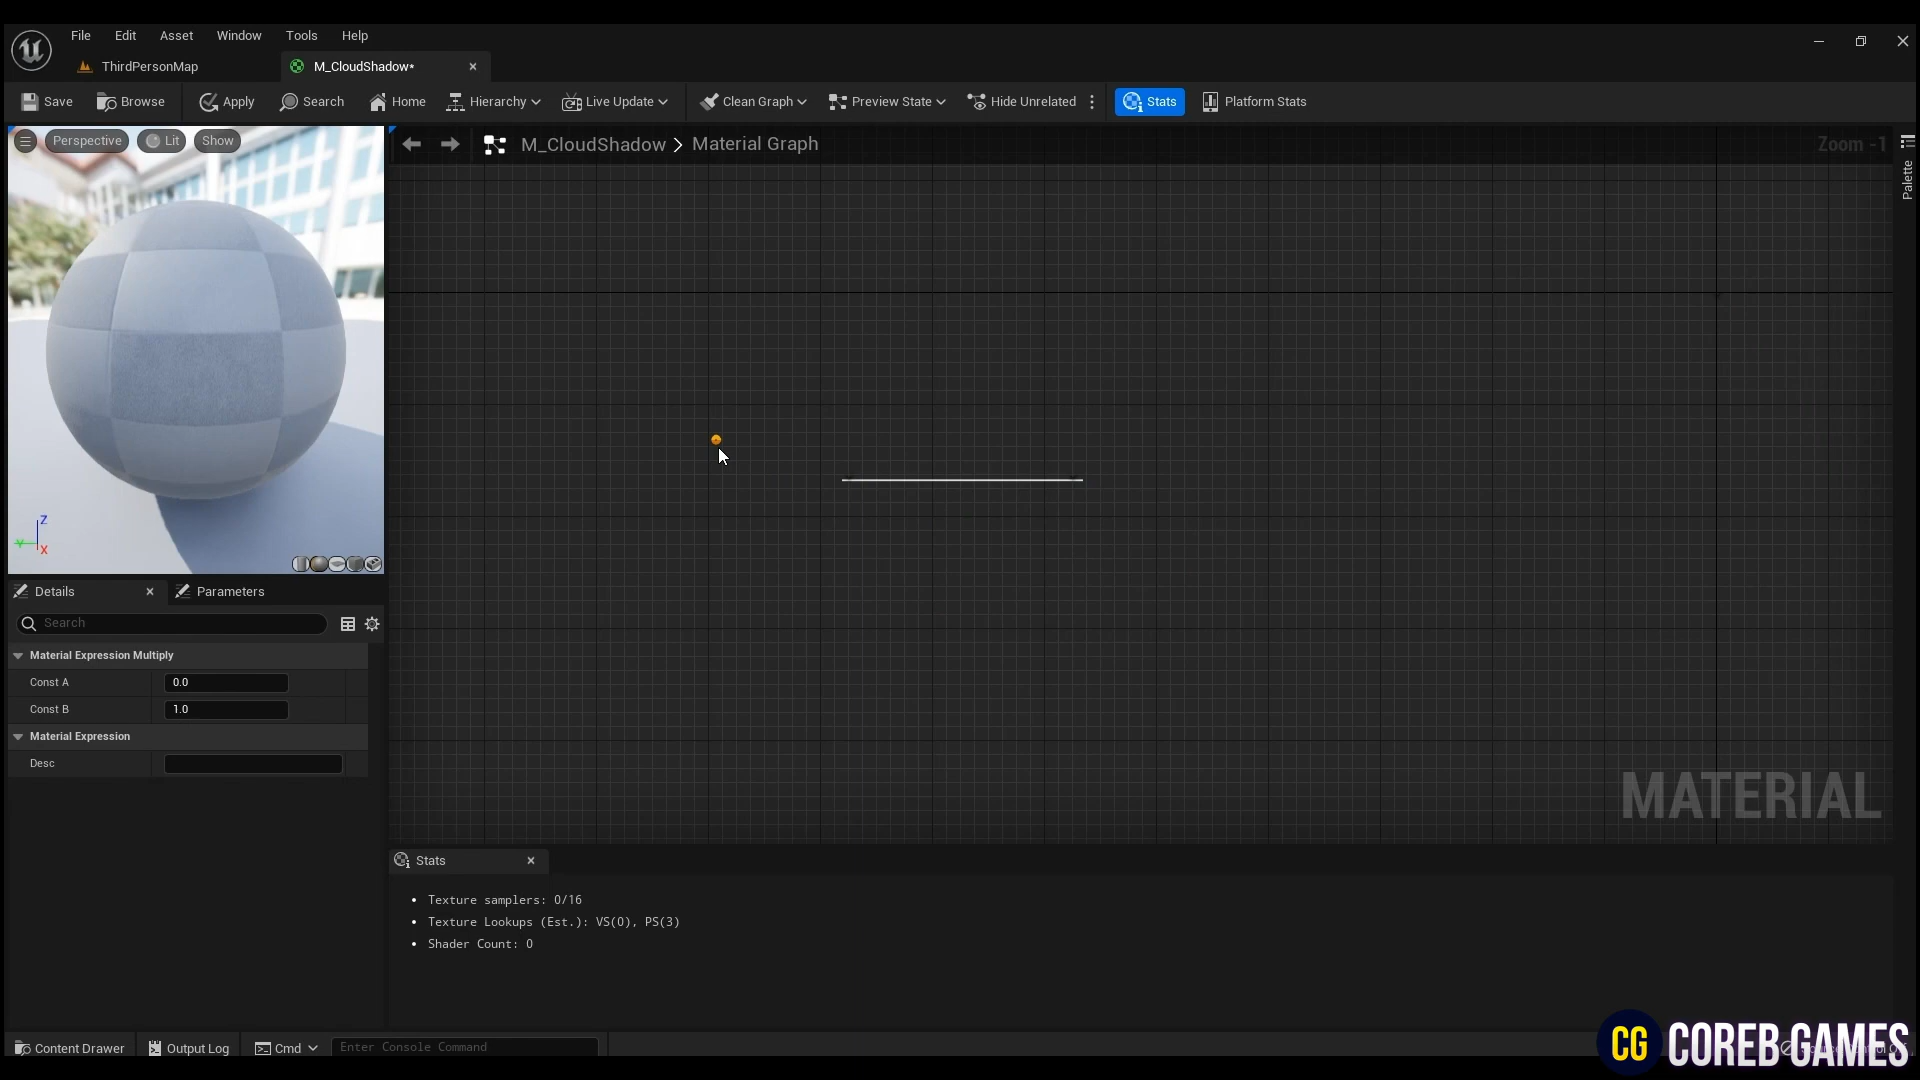 File Edit Asset Window Tools Help
ThirdPersonMap
M_CloudShadow*
Save Browse Apply Search Home Hierarchy Live Update Clean Graph Preview State Hide Unrelated Stats Platform Stats
Perspective Lit Show
M_CloudShadow > Material Graph
Zoom -1
Palette
Z
Y
X
Details
Parameters
Search
Material Expression Multiply
Const A 0.0
Const B 1.0
Material Expression
Desc
MATERIAL
Stats
• Texture samplers: 0/16
• Texture Lookups (Est.): VS(0), PS(3)
• Shader Count: 0
Content Drawer Output Log Cmd Enter Console Command
CG COREB GAMES